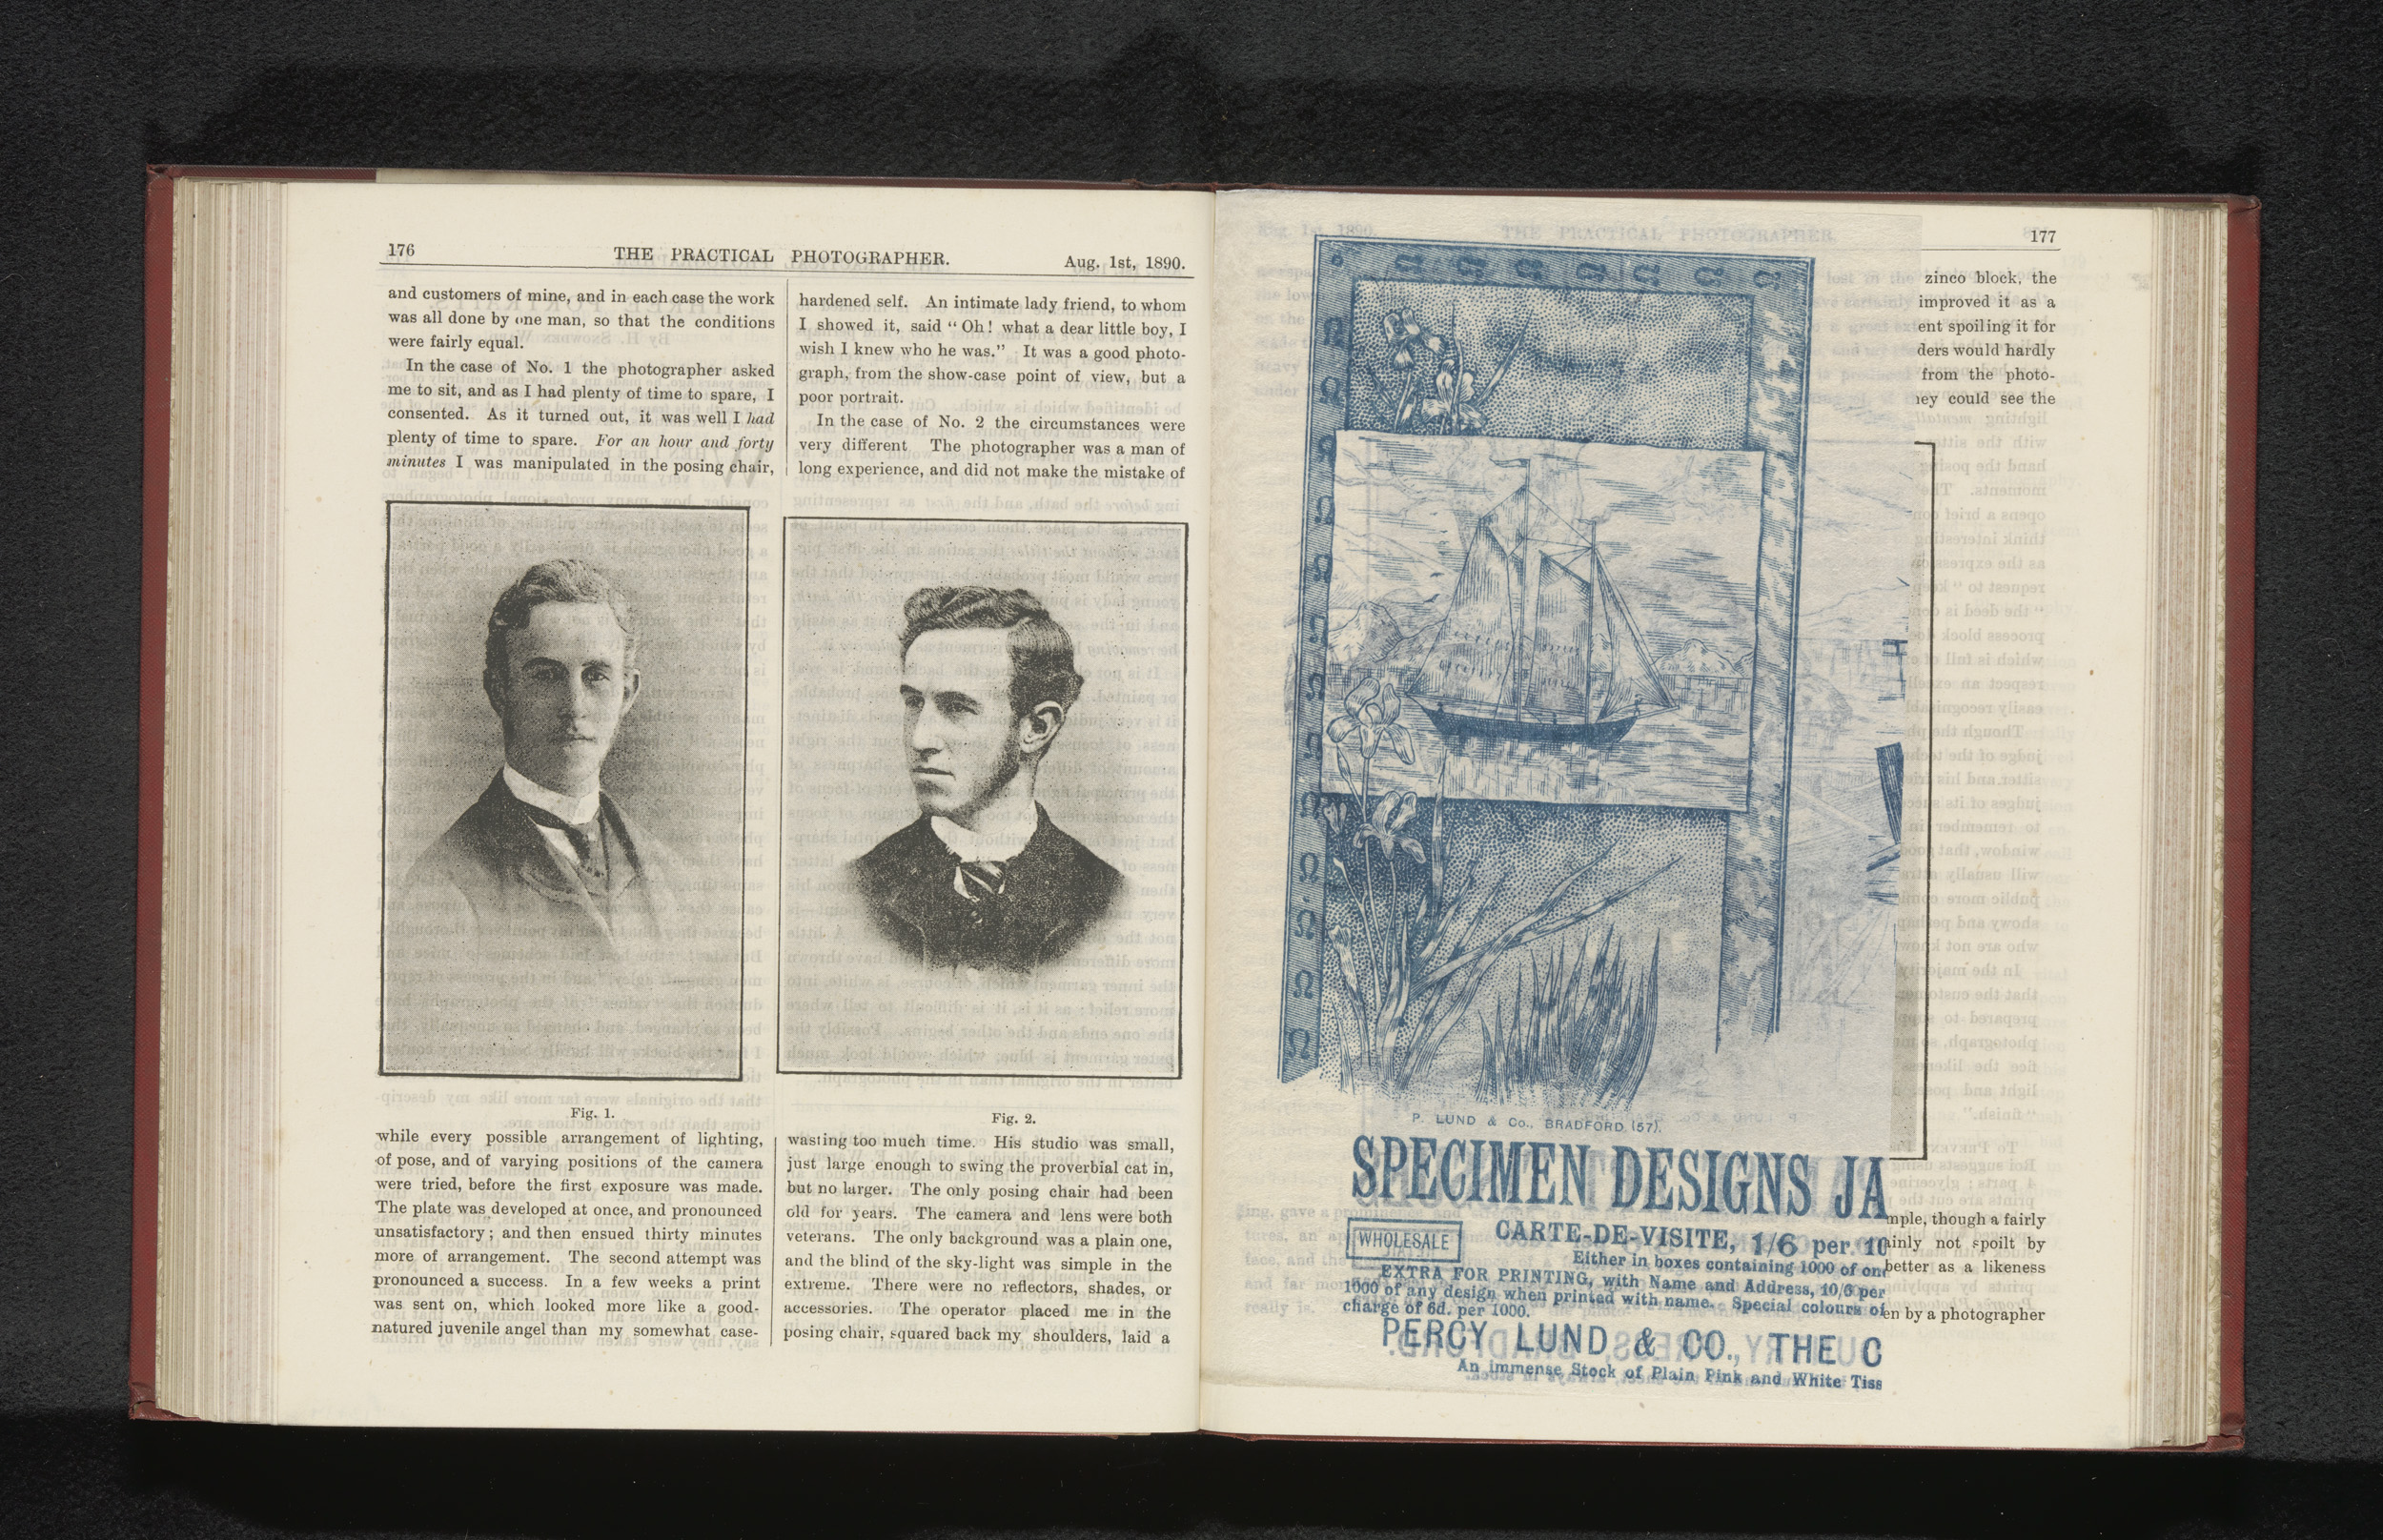 176
THE PRACTICAL PHOTOGRAPHER.
Aug. 1st, 1890.
and customers of mine, and in each case the work
was all done by one man, so that the conditions
were fairly equal.
In the case of No. 1 the photographer asked
me to sit, and as I had plenty of time to spare, I
consented. As it turned out, it was well I had
plenty of time to spare. For an hour and forty
minutes I was manipulated in the posing chair,
Fig. 1.
while every possible arrangement of lighting,
of pose, and of varying positions of the camera
were tried, before the first exposure was made.
The plate was developed at once, and pronounced
unsatisfactory; and then ensued thirty minutes
more of arrangement. The second attempt was
pronounced a success. In a few weeks a print
was sent on, which looked more like a good-
natured juvenile angel than my somewhat case-
hardened self. An intimate lady friend, to whom
I showed it, said "Oh! what a dear little boy, I
wish I knew who he was." It was a good photo-
graph, from the show-case point of view, but a
poor portrait.
In the case of No. 2 the circumstances were
very different The photographer was a man of
long experience, and did not make the mistake of
Fig. 2.
wasting too much time. His studio was small,
just large enough to swing the proverbial cat in,
but no larger. The only posing chair had been
old for years. The camera and lens were both
veterans. The only background was a plain one,
and the blind of the sky-light was simple in the
extreme. There were no reflectors, shades, or
accessories. The operator placed me in the
posing chair, squared back my shoulders, laid a
177
zinco block, the
improved it as a
ent spoiling it for
ders would hardly
from the photo-
ey could see the
P. LUND & Co., BRADFORD. (57).
SPECIMEN DESIGNS JA
WHOLESALE
CARTE-DE-VISITE, 1/6 per. 10
Either in boxes containing 1000 of on
EXTRA FOR PRINTING, with Name and Address, 10/6 per
1000 of any design when printed with name. Special colours of
charge of 6d. per 1000.
PERCY LUND & CO., THE C
An immense Stock of Plain Pink and White Tiss
mple, though a fairly
ainly not spoilt by
better as a likeness
en by a photographer